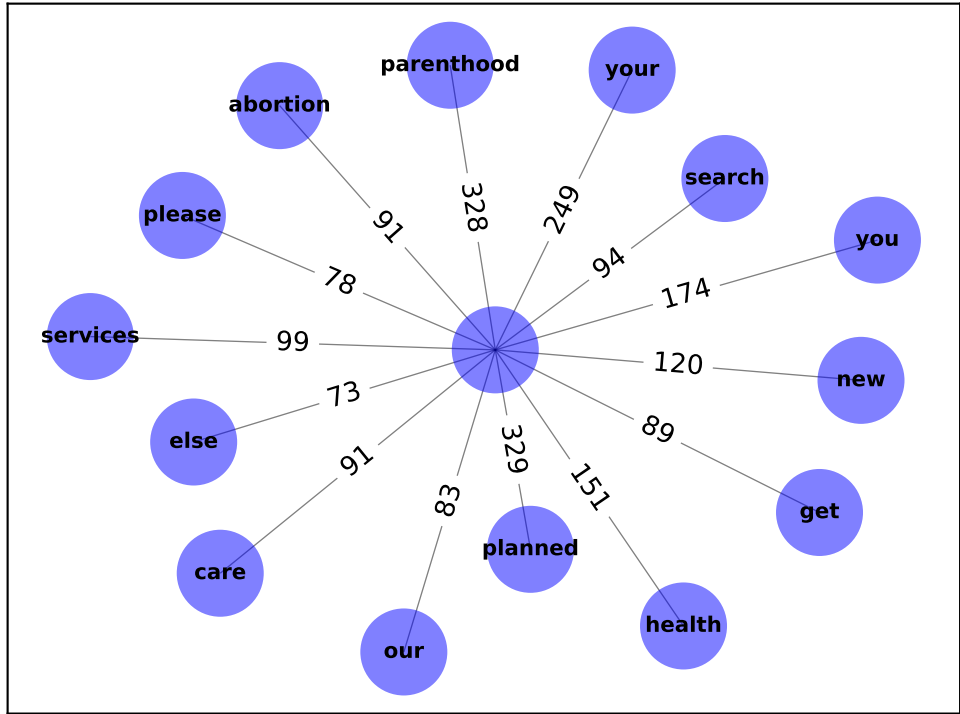 parenthood
your
abortion
search
please
328
249
91
you
94
78
174
services
99
120
new
73
else
89
329
91
151
83
get
planned
care
health
our